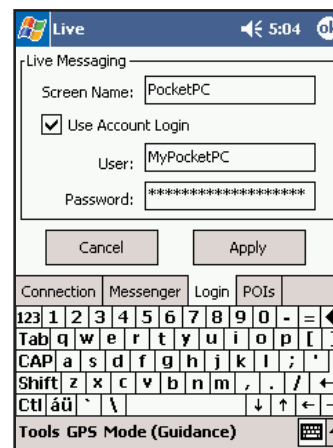 Live 5:04 ok
Live Messaging
Screen Name: PocketPC
Use Account Login
User: MyPocketPC
Password: ********************
Cancel Apply
Connection Messenger Login POIs
123 1 2 3 4 5 6 7 8 9 0 - =
Tab q w e r t y u i o p [ ]
CAP a s d f g h j k l ; '
Shift z x c v b n m , . / ←
Ctl áü ` \ ↓ ↑ ← →
Tools GPS Mode (Guidance)